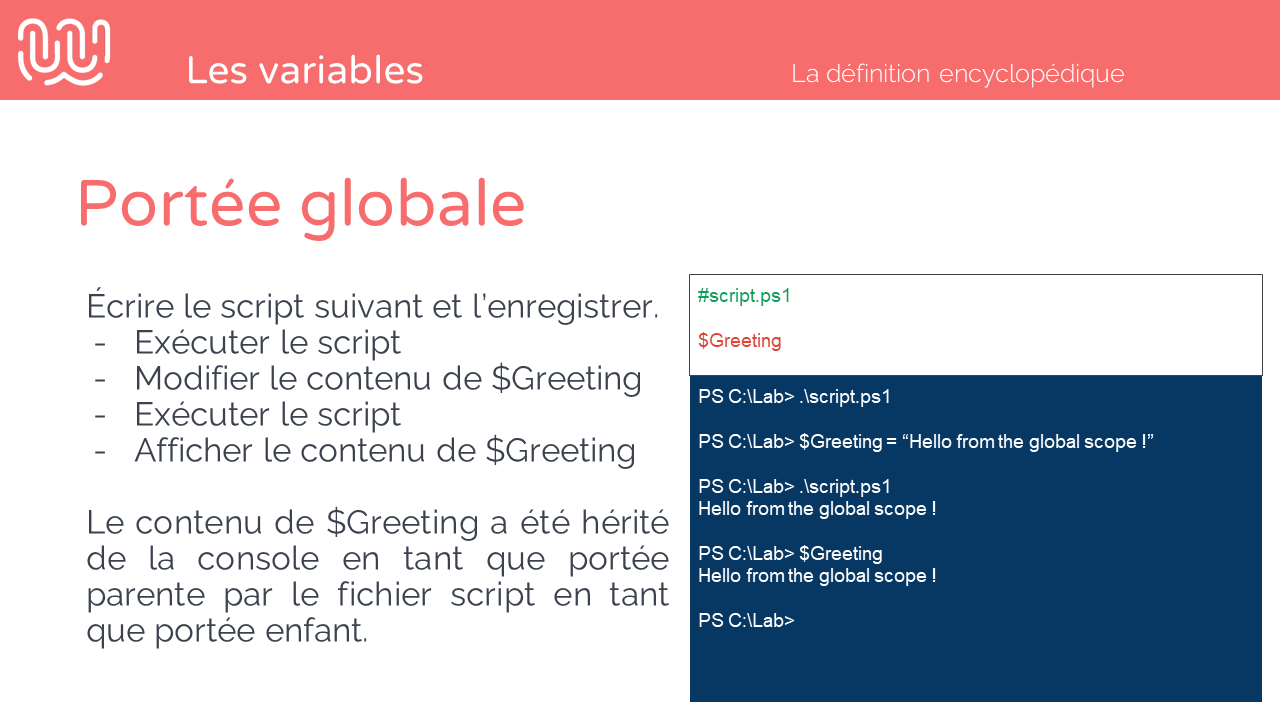 Les variables
La définition encyclopédique
Portée globale
Écrire le script suivant et l’enregistrer.
- Exécuter le script
- Modifier le contenu de $Greeting
- Exécuter le script
- Afficher le contenu de $Greeting
Le contenu de $Greeting a été hérité
de la console en tant que portée
parente par le fichier script en tant
que portée enfant.
#script.ps1
$Greeting
PS C:\Lab> .\script.ps1
PS C:\Lab> $Greeting = “Hello from the global scope !”
PS C:\Lab> .\script.ps1
Hello from the global scope !
PS C:\Lab> $Greeting
Hello from the global scope !
PS C:\Lab>